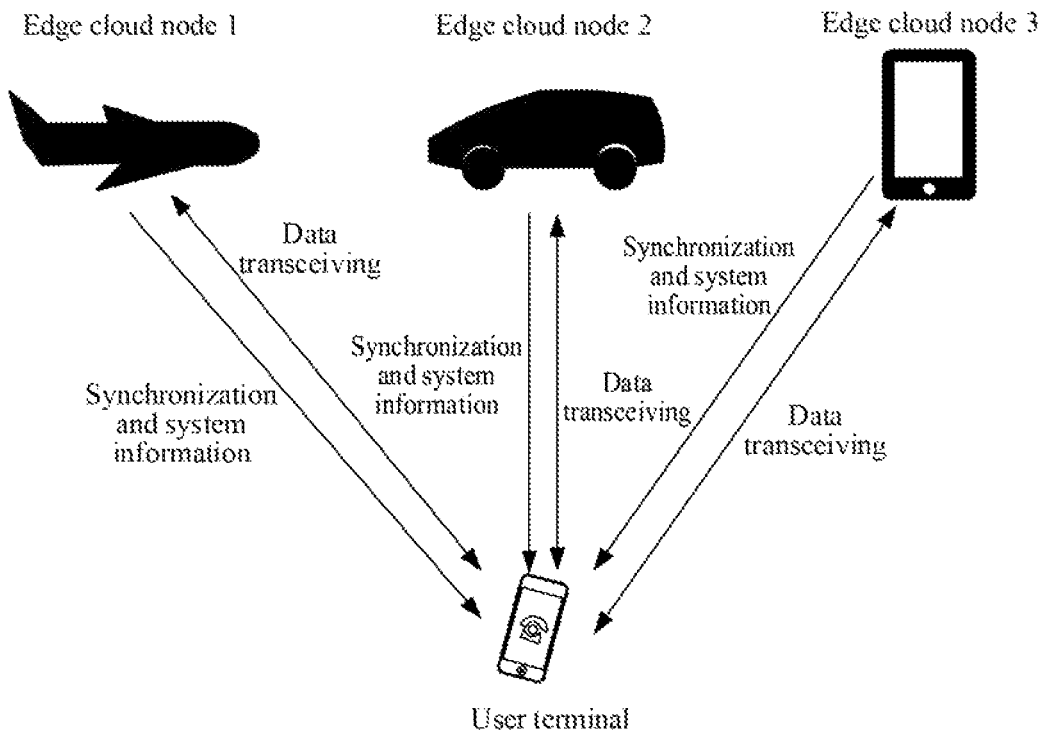 Edge cloud node 1
Edge cloud node 2
Edge cloud node 3
Data
transceiving
Synchronization
and system
information
Synchronization
and system
information
Data
transceiving
Synchronization
and system
information
Data
transceiving
User terminal